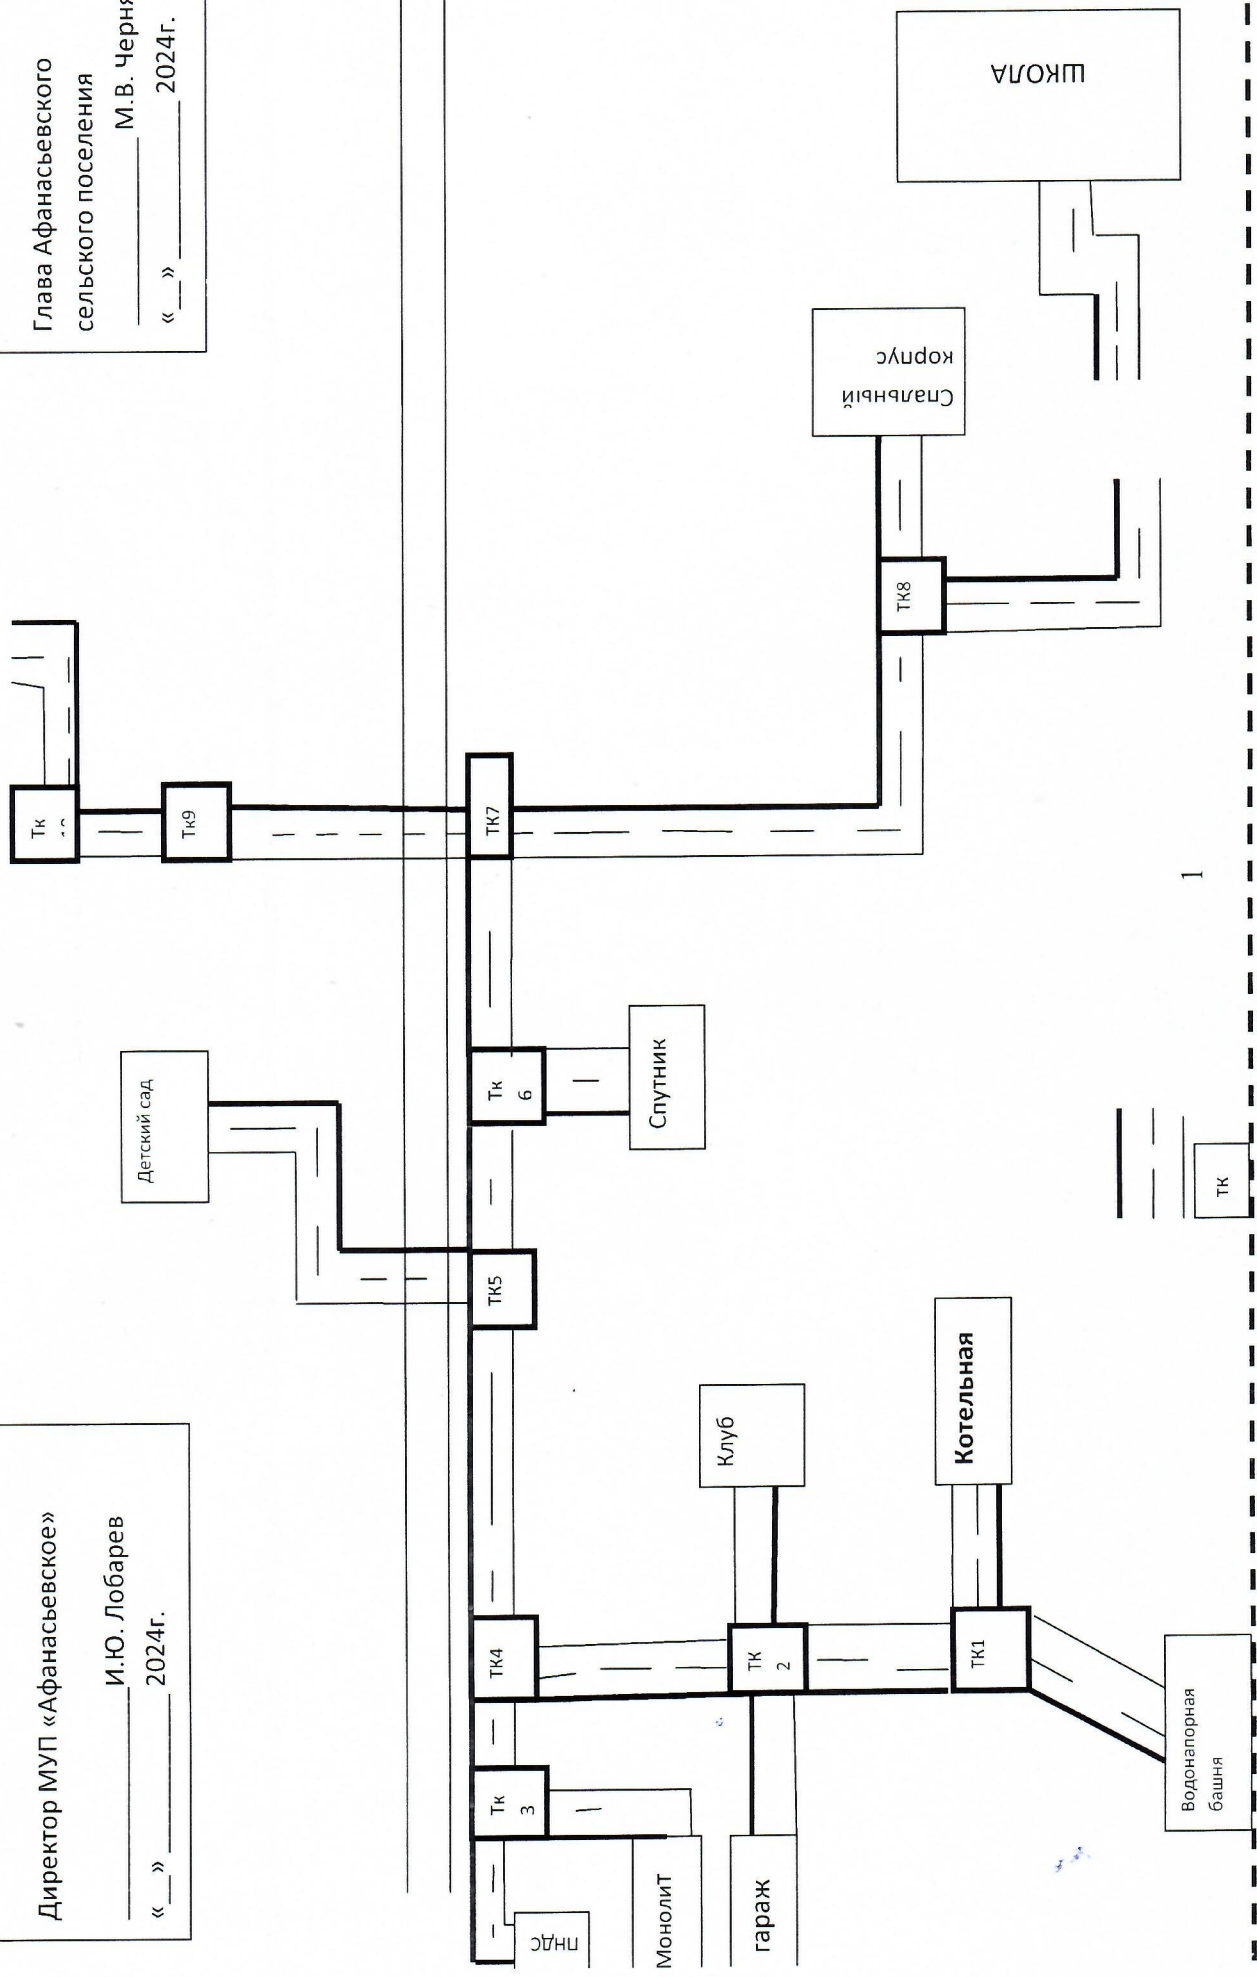 Директор МУП «Афанасьевское»
И.Ю. Лобарев
«__» 2024г.
Глава Афанасьевского
сельского поселения
М.В.
«__» 2024г.
Детский сад
Тк
Тк9
ТК7
ТК5
Тк
6
ТК4
Тк
3
ПНДС
Монолит
гараж
Спутник
Клуб
ТК
2
Котельная
ТК1
Водонапорная
башня
ТК8
Спальный
корпус
ШКОЛА
тк
1